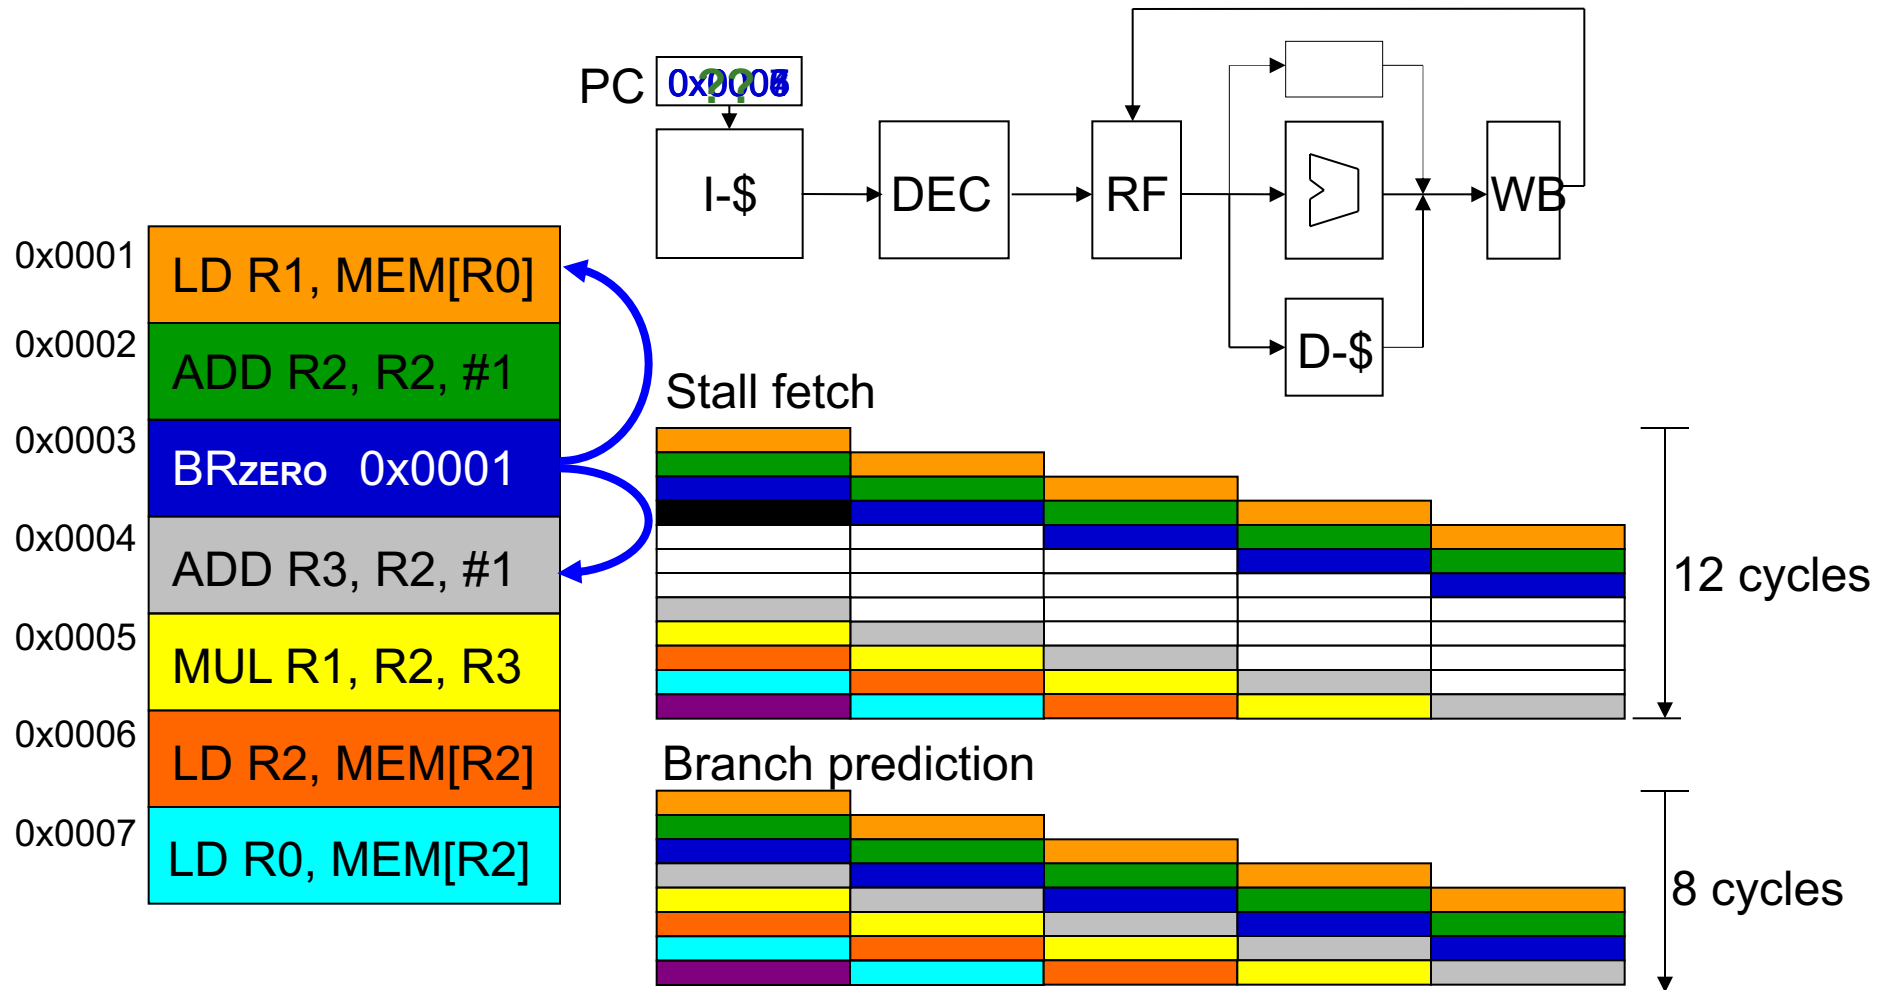 PC
??
I-$
DEC
RF
WB
D-$
0x0001
LD R1, MEM[R0]
0x0002
ADD R2, R2, #1
0x0003
BRZERO 0x0001
0x0004
ADD R3, R2, #1
0x0005
MUL R1, R2, R3
0x0006
LD R2, MEM[R2]
0x0007
LD R0, MEM[R2]
Stall fetch
12 cycles
Branch prediction
8 cycles